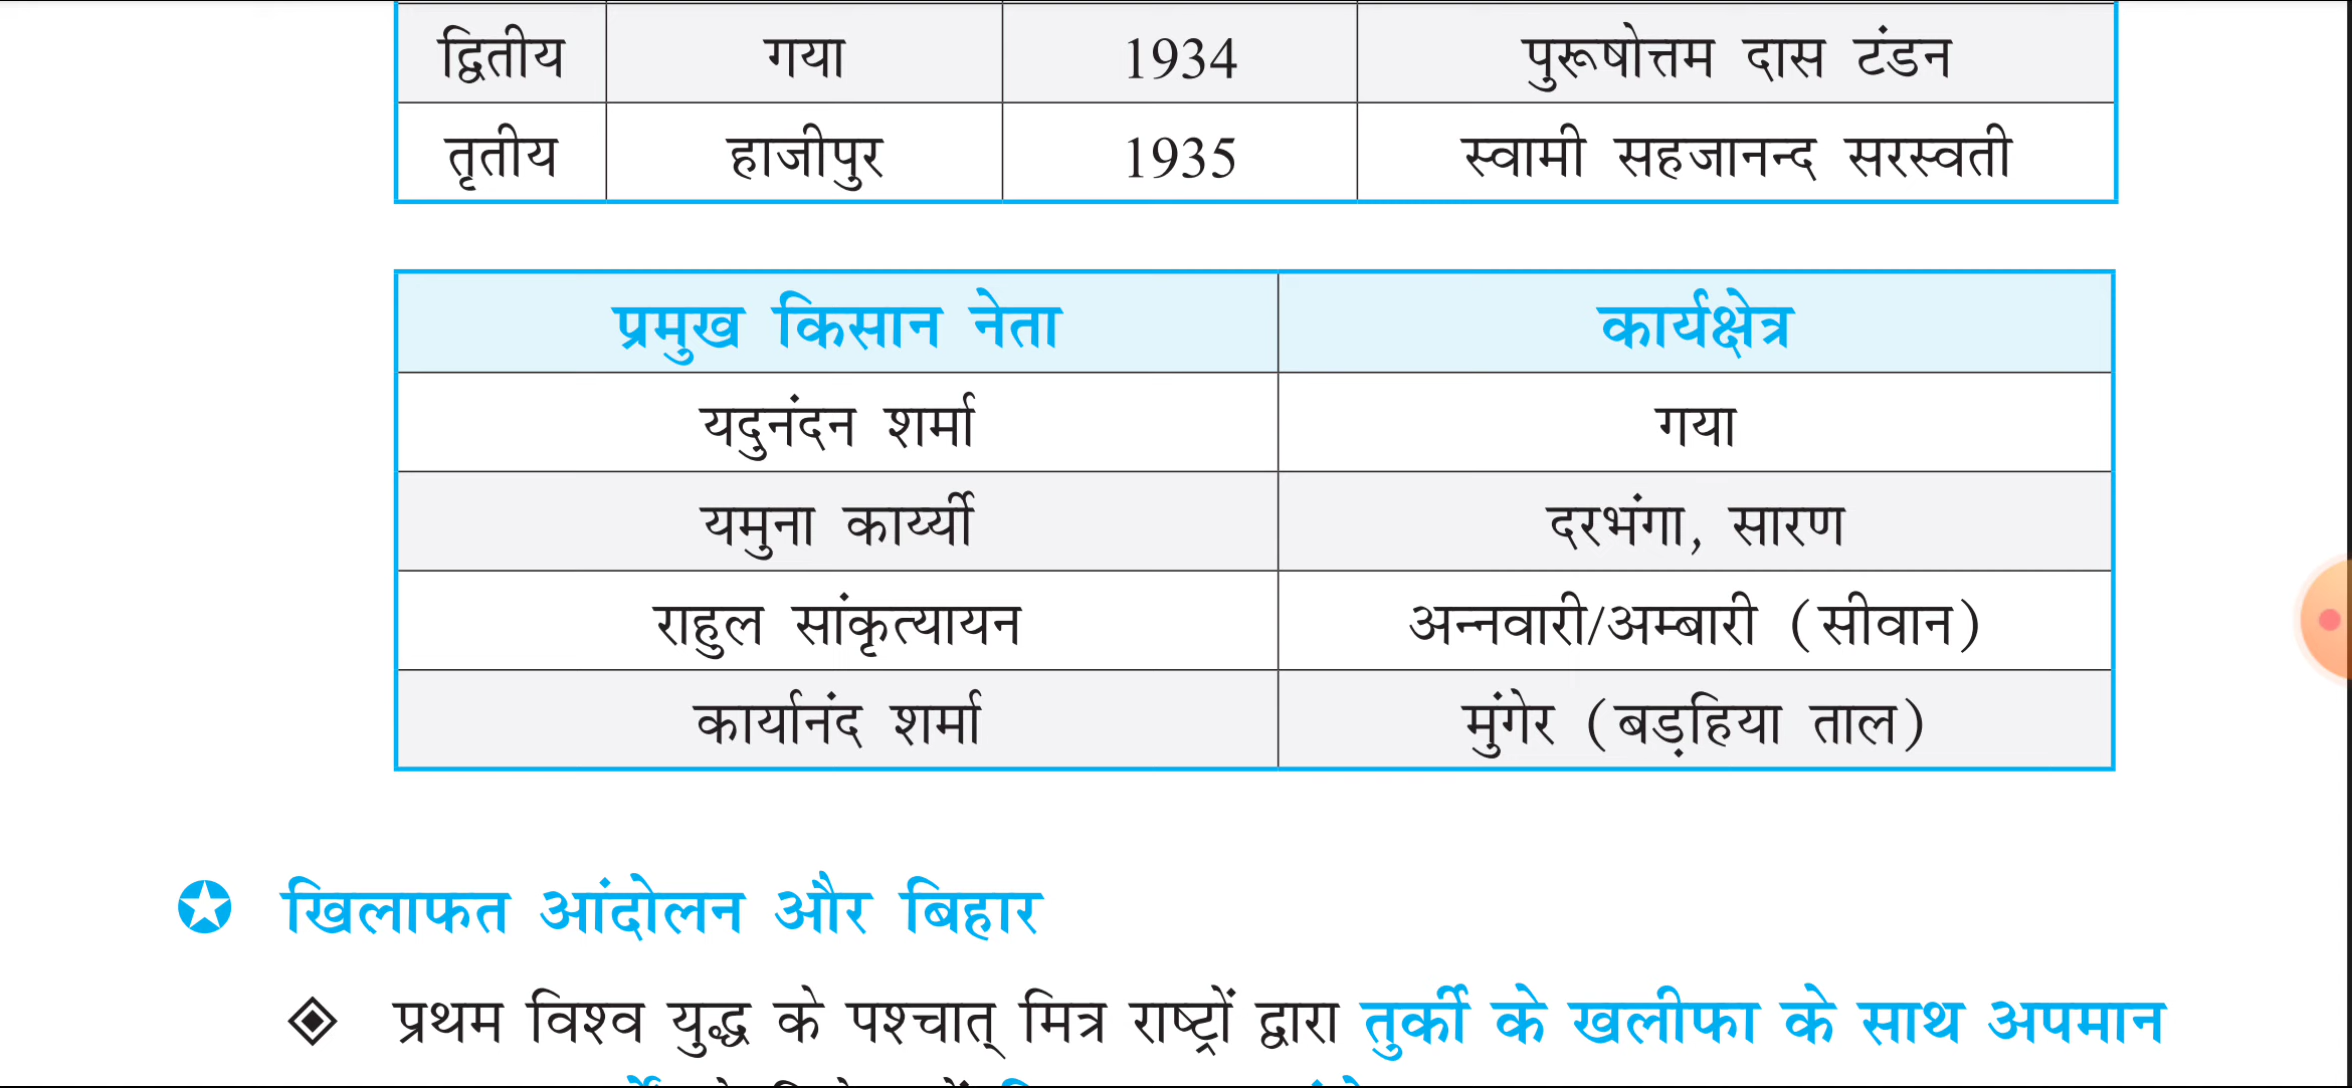 द्वितीय गया 1934 पुरूषोत्तम दास टंडन
तृतीय हाजीपुर 1935 स्वामी सहजानन्द सरस्वती
प्रमुख किसान नेता कार्यक्षेत्र
यदुनंदन शर्मा गया
यमुना कार्य्यी दरभंगा, सारण
राहुल सांकृत्यायन अन्नवारी/अम्बारी (सीवान)
कार्यानंद शर्मा मुंगेर (बड़हिया ताल)
खिलाफत आंदोलन और बिहार
प्रथम विश्व युद्ध के पश्चात् मित्र राष्ट्रों द्वारा तुर्की के खलीफा के साथ अपमान